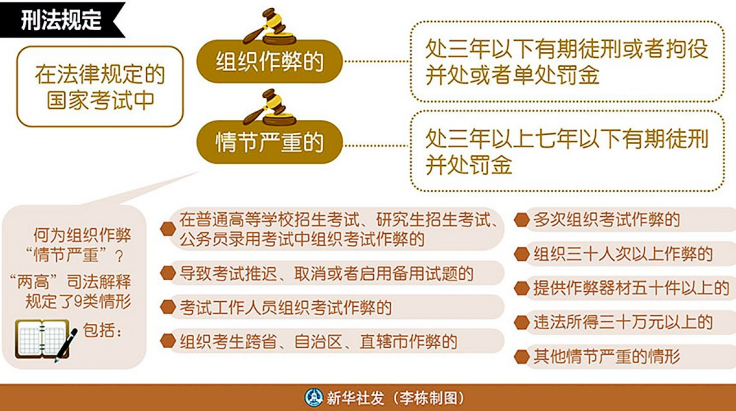 刑法规定
在法律规定的
国家考试中
组织作弊的
处三年以下有期徒刑或者拘役
并处或者单处罚金
情节严重的
处三年以上七年以下有期徒刑
并处罚金
何为组织作弊
“情节严重”？
“两高”司法解释
规定了9类情形
包括：
在普通高等学校招生考试、研究生招生考试、
公务员录用考试中组织考试作弊的
导致考试推迟、取消或者启用备用试题的
考试工作人员组织考试作弊的
组织考生跨省、自治区、直辖市作弊的
多次组织考试作弊的
组织三十人次以上作弊的
提供作弊器材五十件以上的
违法所得三十万元以上的
其他情节严重的情形
新华社发（李栋制图）